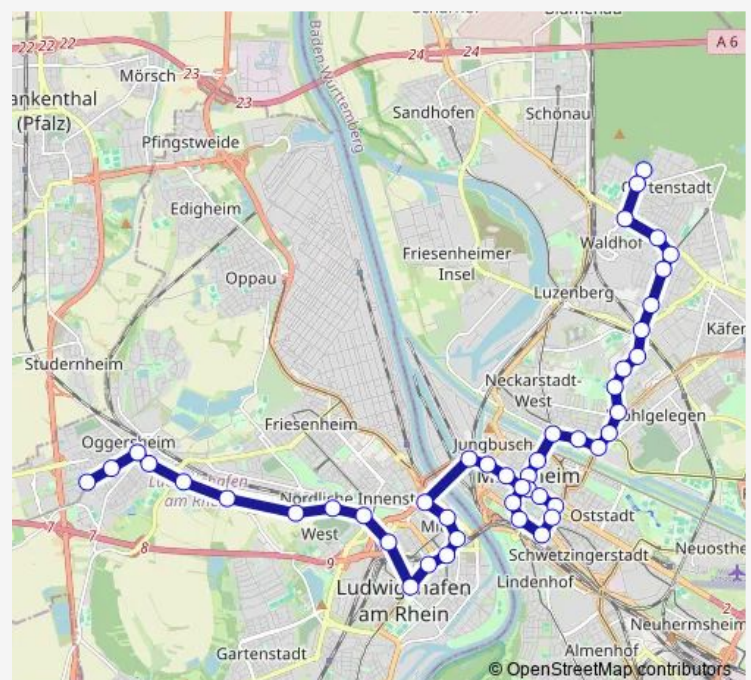 22 22 22
23
23
24
24
A 6
Baden-Württemberg
Mörsch
ankenthal
(Pfalz)
Pfingstweide
Sandhofen
Schönau
Edigheim
Waldhof
Friesenheimer
Insel
Oppau
Luzenberg
Käfer
Studernheim
Neckarstadt-
West
Friesenheim
ohlgelegen
Oggersheim
Jungbusch
Nördliche Innenst
Oststadt
West
7
7
8
9
Schwetzingerstadt
Neuosthe
Lindenhof
am Rhein
2
Neuhermsheim
Gartenstadt
Almenhof
© OpenStreetMap contributors